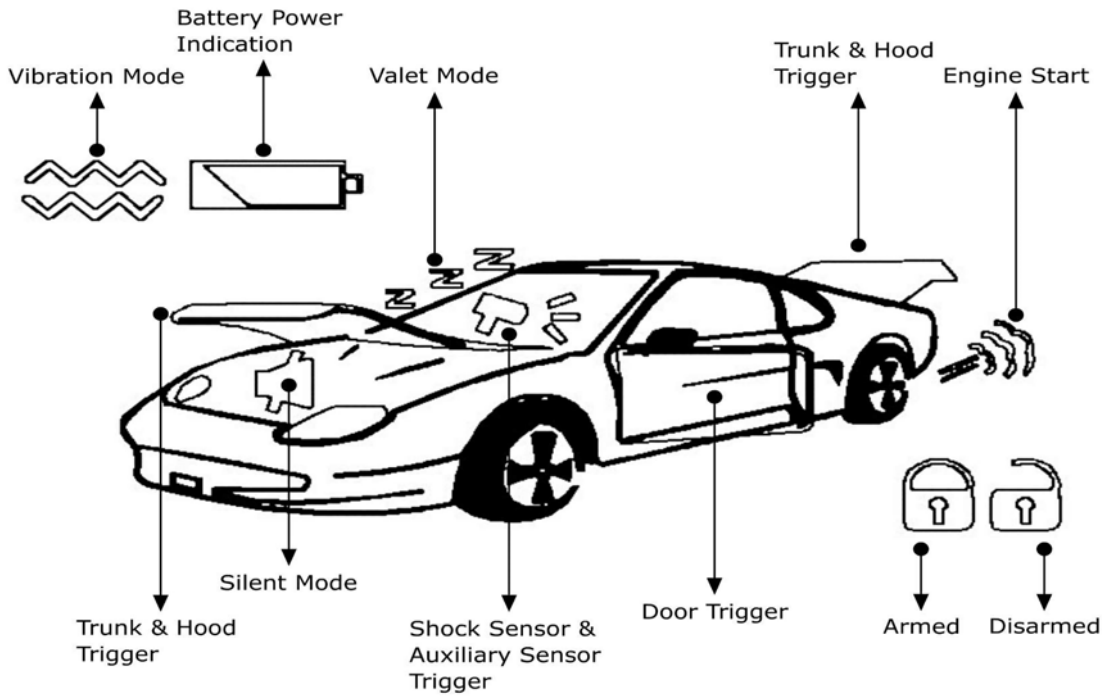 Battery Power
Indication
Vibration Mode
Valet Mode
Trunk & Hood
Trigger
Engine Start
Silent Mode
Trunk & Hood
Trigger
Shock Sensor &
Auxiliary Sensor
Trigger
Door Trigger
Armed
Disarmed